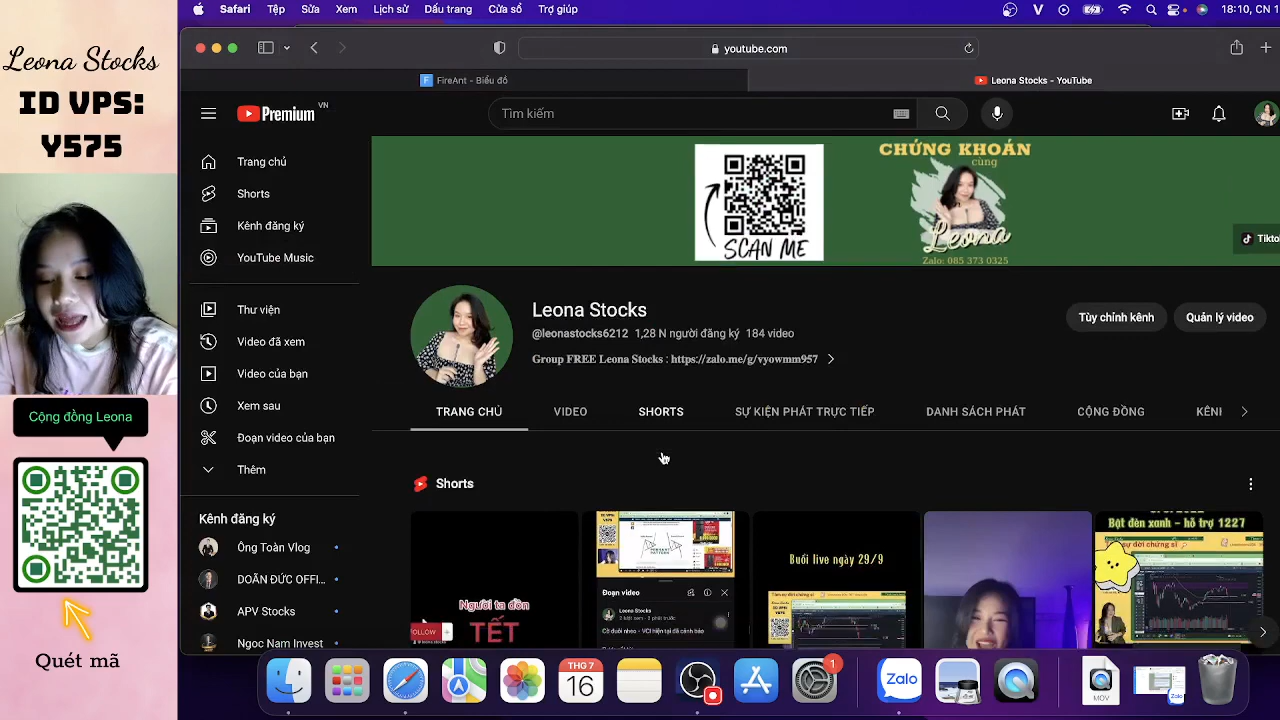 Safari Tệp Sửa Xem Lịch sử Dấu trang Cửa sổ Trợ giúp
18:10, CN 1
Leona Stocks
ID VPS:
Y575
Cộng đồng Leona
Quét mã
youtube.com
FireAnt - Biểu đồ
Leona Stocks - YouTube
Premium VN
Tìm kiếm
Trang chủ
Shorts
Kênh đăng ký
YouTube Music
Thư viện
Video đã xem
Video của bạn
Xem sau
Đoạn video của bạn
Thêm
Kênh đăng ký
Ông Toàn Vlog
DOÃN ĐỨC OFFI...
APV Stocks
Ngoc Nam Invest
SCAN ME
CHỨNG KHOÁN
cùng
Leona
Zalo: 085 373 0325
Tikto
Leona Stocks
@leonastocks6212 1,28 N người đăng ký 184 video
Group FREE Leona Stocks : https://zalo.me/g/vyowmm957
Tùy chỉnh kênh
Quản lý video
TRANG CHỦ VIDEO SHORTS SỰ KIỆN PHÁT TRỰC TIẾP DANH SÁCH PHÁT CỘNG ĐỒNG KÊNI
Shorts
Người ta đồn
TẾT
FOLLOW
Đoạn video
Leona Stocks
Buổi live ngày 29/9
Bật đèn xanh - hỗ trợ 1227
THG 7
16
1
Zalo
MOV
Zalo